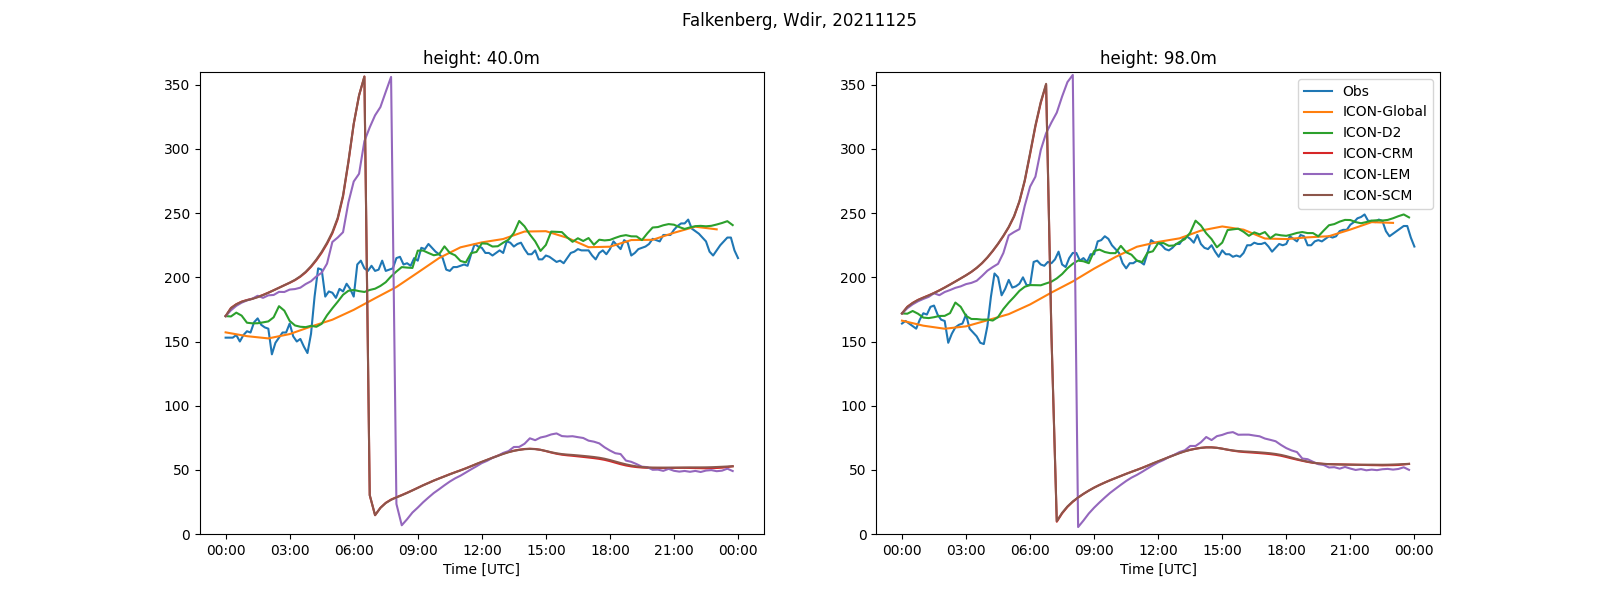 Falkenberg, Wdir, 20211125
height: 40.0m
350
300
250
200
150
100
50
0
00:00 03:00 06:00 09:00 12:00 15:00 18:00 21:00 00:00
Time [UTC]
height: 98.0m
350
300
250
200
150
100
50
0
00:00 03:00 06:00 09:00 12:00 15:00 18:00 21:00 00:00
Time [UTC]
Obs
ICON-Global
ICON-D2
ICON-CRM
ICON-LEM
ICON-SCM